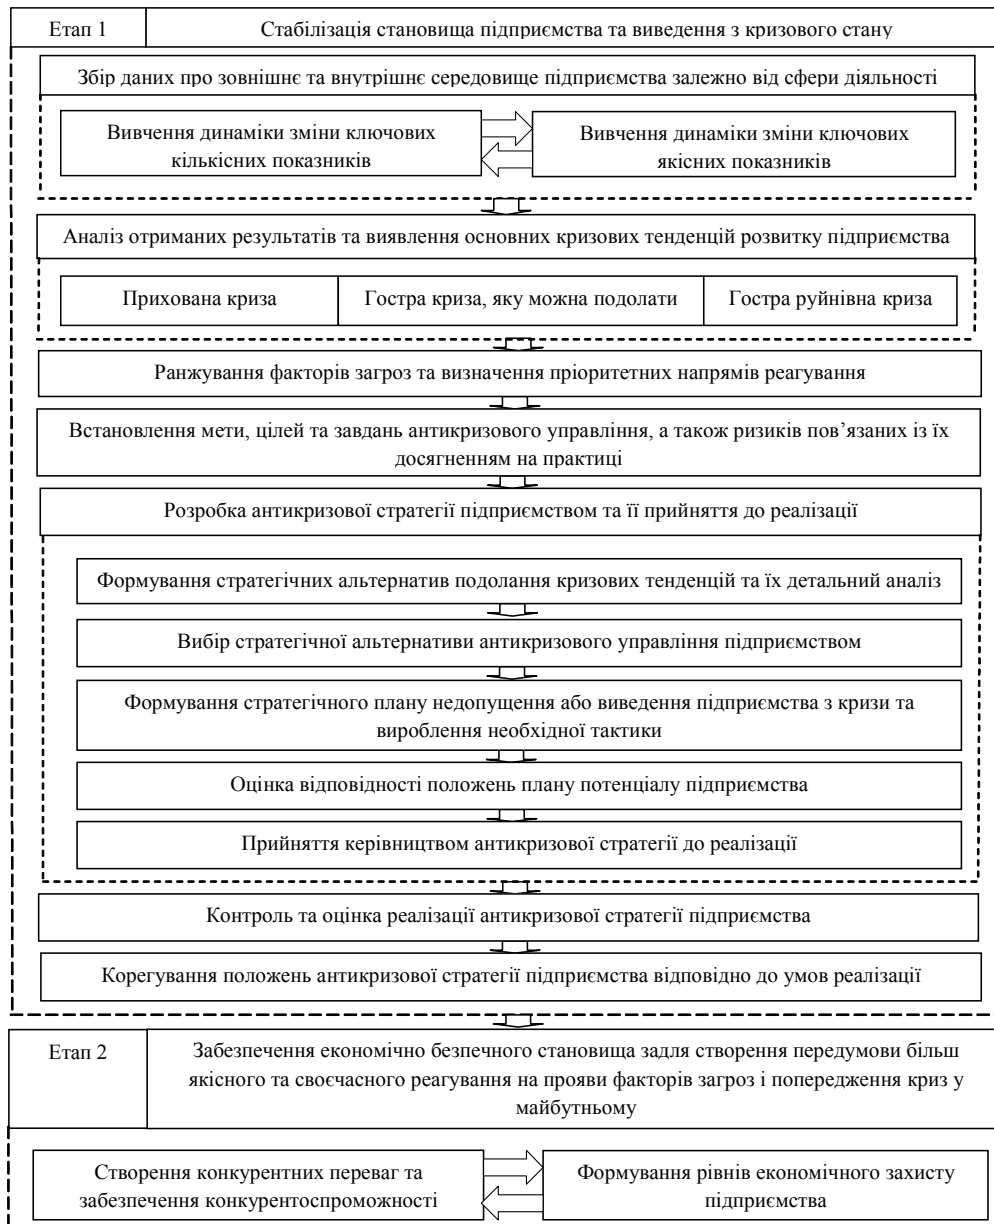 Етап 1
Стабілізація становища підприємства та виведення з кризового стану
Збір даних про зовнішнє та внутрішнє середовище підприємства залежно від сфери діяльності
Вивчення динаміки зміни ключових
кількісних показників
Вивчення динаміки зміни ключових
якісних показників
Аналіз отриманих результатів та виявлення основних кризових тенденцій розвитку підприємства
Прихована криза
Гостра криза, яку можна подолати
Гостра руйнівна криза
Ранжування факторів загроз та визначення пріоритетних напрямів реагування
Встановлення мети, цілей та завдань антикризового управління, а також ризиків пов’язаних із їх
досягненням на практиці
Розробка антикризової стратегії підприємством та її прийняття до реалізації
Формування стратегічних альтернатив подолання кризових тенденцій та їх детальний аналіз
Вибір стратегічної альтернативи антикризового управління підприємством
Формування стратегічного плану недопущення або виведення підприємства з кризи та
вироблення необхідної тактики
Оцінка відповідності положень плану потенціалу підприємства
Прийняття керівництвом антикризової стратегії до реалізації
Контроль та оцінка реалізації антикризової стратегії підприємства
Корегування положень антикризової стратегії підприємства відповідно до умов реалізації
Етап 2
Забезпечення економічно безпечного становища задля створення передумови більш
якісного та своєчасного реагування на прояви факторів загроз і попередження криз у
майбутньому
Створення конкурентних переваг та
забезпечення конкурентоспроможності
Формування рівнів економічного захисту
підприємства